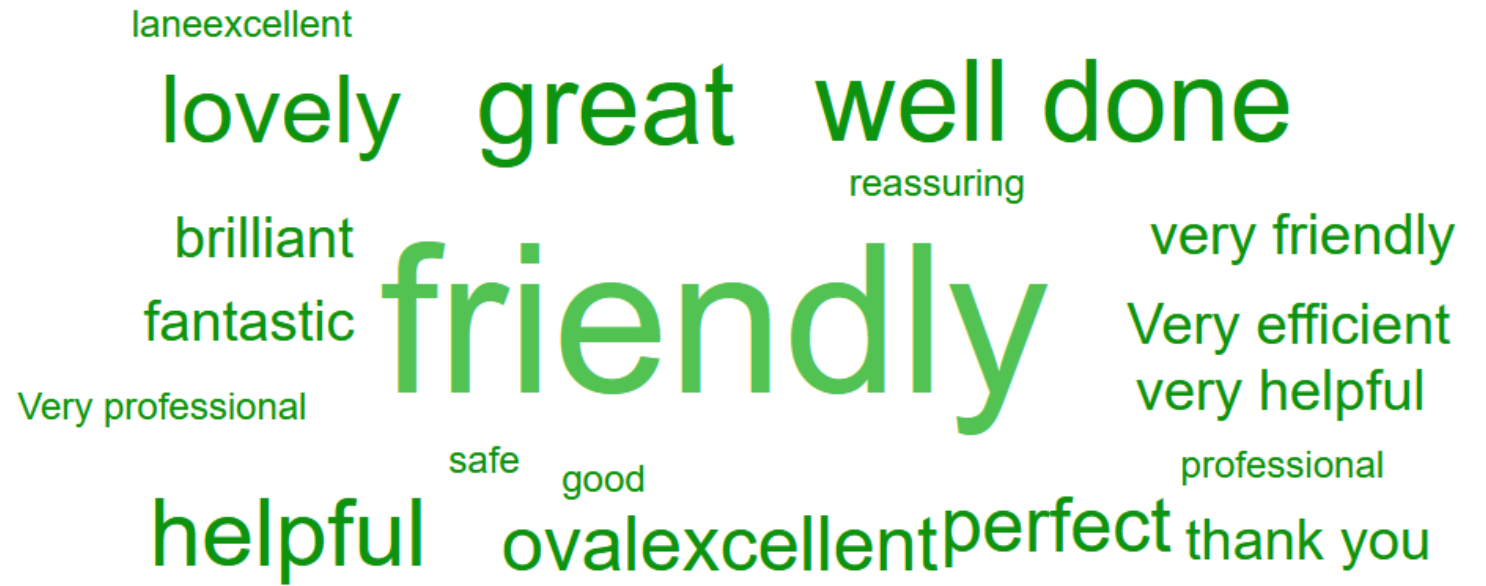 laneexcellent
lovely great well done
reassuring
brilliant
very friendly
friendly
fantastic
Very efficient
very helpful
Very professional
safe
good
professional
helpful
ovalexcellent
perfect
thank you